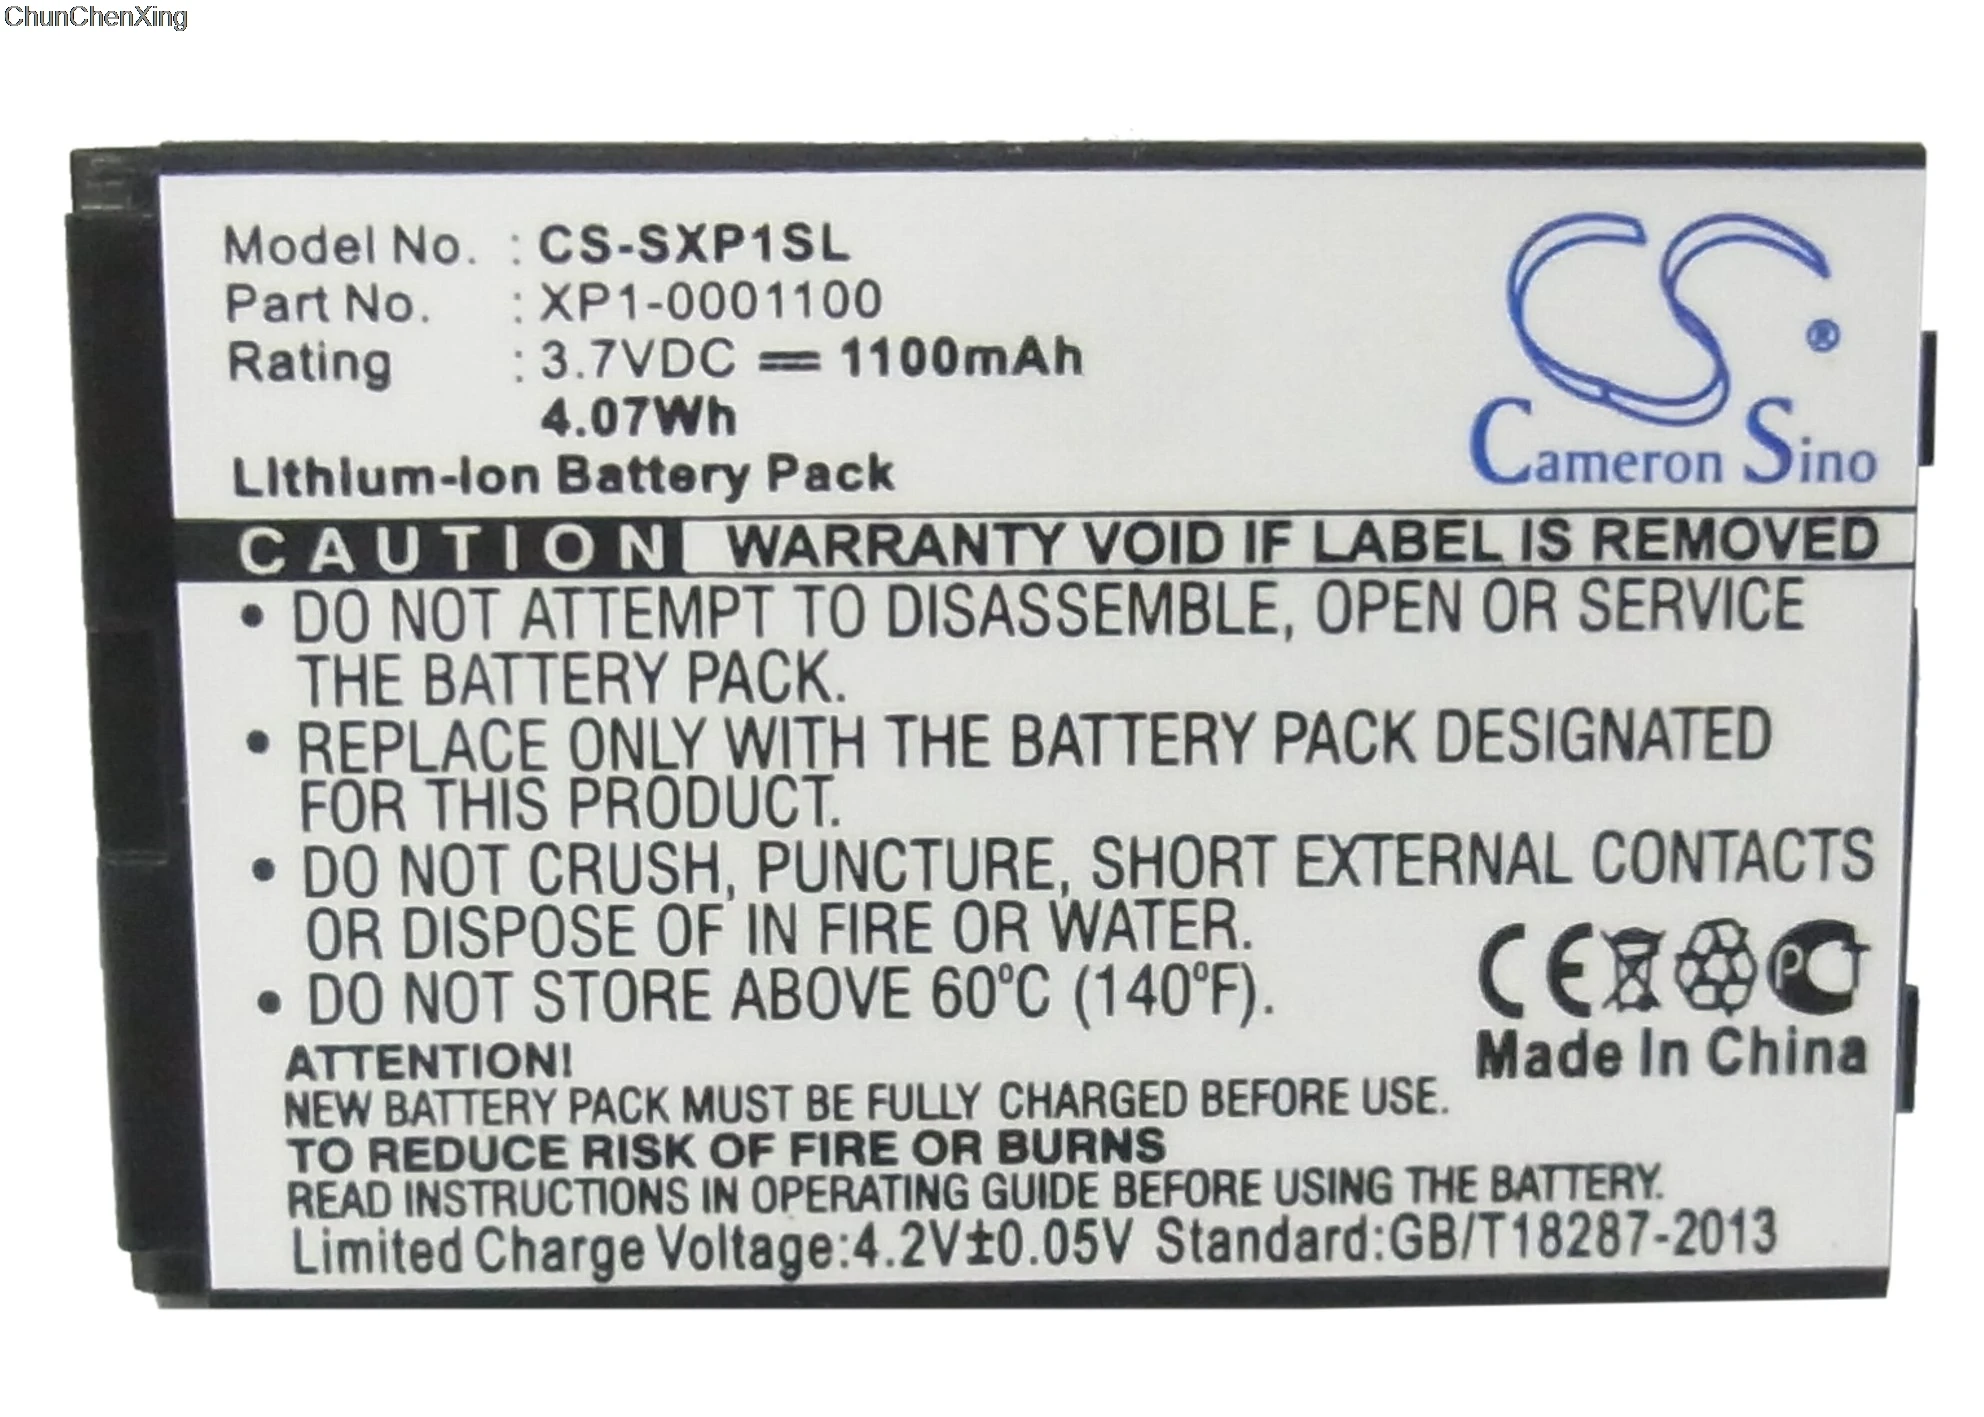 ChunChenXing
Model No. : CS-SXP1SL
Part No. : XP1-0001100
Rating : 3.7VDC ⎓ 1100mAh
4.07Wh
Lithium-Ion Battery Pack
CS®
Cameron Sino
CAUTION WARRANTY VOID IF LABEL IS REMOVED
• DO NOT ATTEMPT TO DISASSEMBLE, OPEN OR SERVICE
THE BATTERY PACK.
• REPLACE ONLY WITH THE BATTERY PACK DESIGNATED
FOR THIS PRODUCT.
• DO NOT CRUSH, PUNCTURE, SHORT EXTERNAL CONTACTS
OR DISPOSE OF IN FIRE OR WATER.
• DO NOT STORE ABOVE 60°C (140°F).
CE PCT
Made In China
ATTENTION!
NEW BATTERY PACK MUST BE FULLY CHARGED BEFORE USE.
TO REDUCE RISK OF FIRE OR BURNS
READ INSTRUCTIONS IN OPERATING GUIDE BEFORE USING THE BATTERY.
Limited Charge Voltage:4.2V±0.05V Standard:GB/T18287-2013